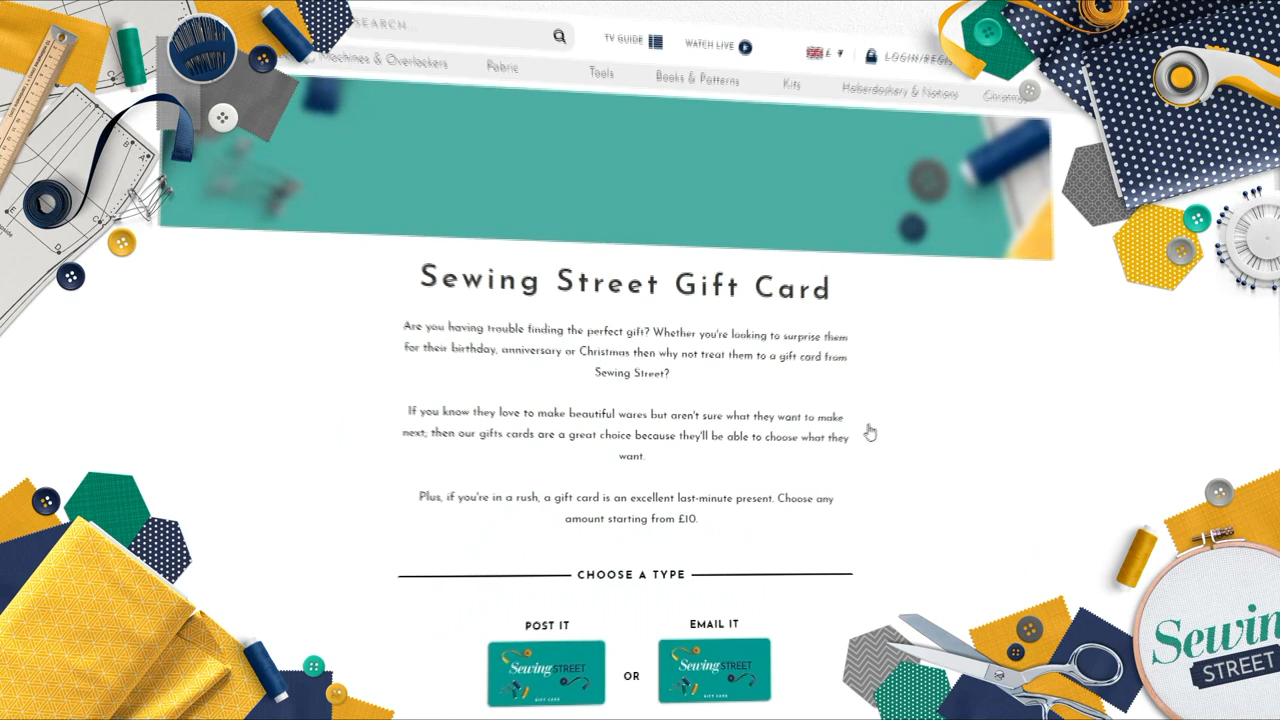 SEARCH...
TV GUIDE
WATCH LIVE
£
LOGIN/REGIS
Machines & Overlockers
Fabric
Tools
Books & Patterns
Kits
Haberdashery & Notions
Christmas
Sewing Street Gift Card
Are you having trouble finding the perfect gift? Whether you're looking to surprise them
for their birthday, anniversary or Christmas then why not treat them to a gift card from
Sewing Street?
If you know they love to make beautiful wares but aren't sure what they want to make
next; then our gifts cards are a great choice because they'll be able to choose what they
want.
Plus, if you're in a rush, a gift card is an excellent last-minute present. Choose any
amount starting from £10.
CHOOSE A TYPE
POST IT
EMAIL IT
Sewing STREET
GIFT CARD
OR
Sewing STREET
GIFT CARD
Sewin
STREET
A
B
C
D
E